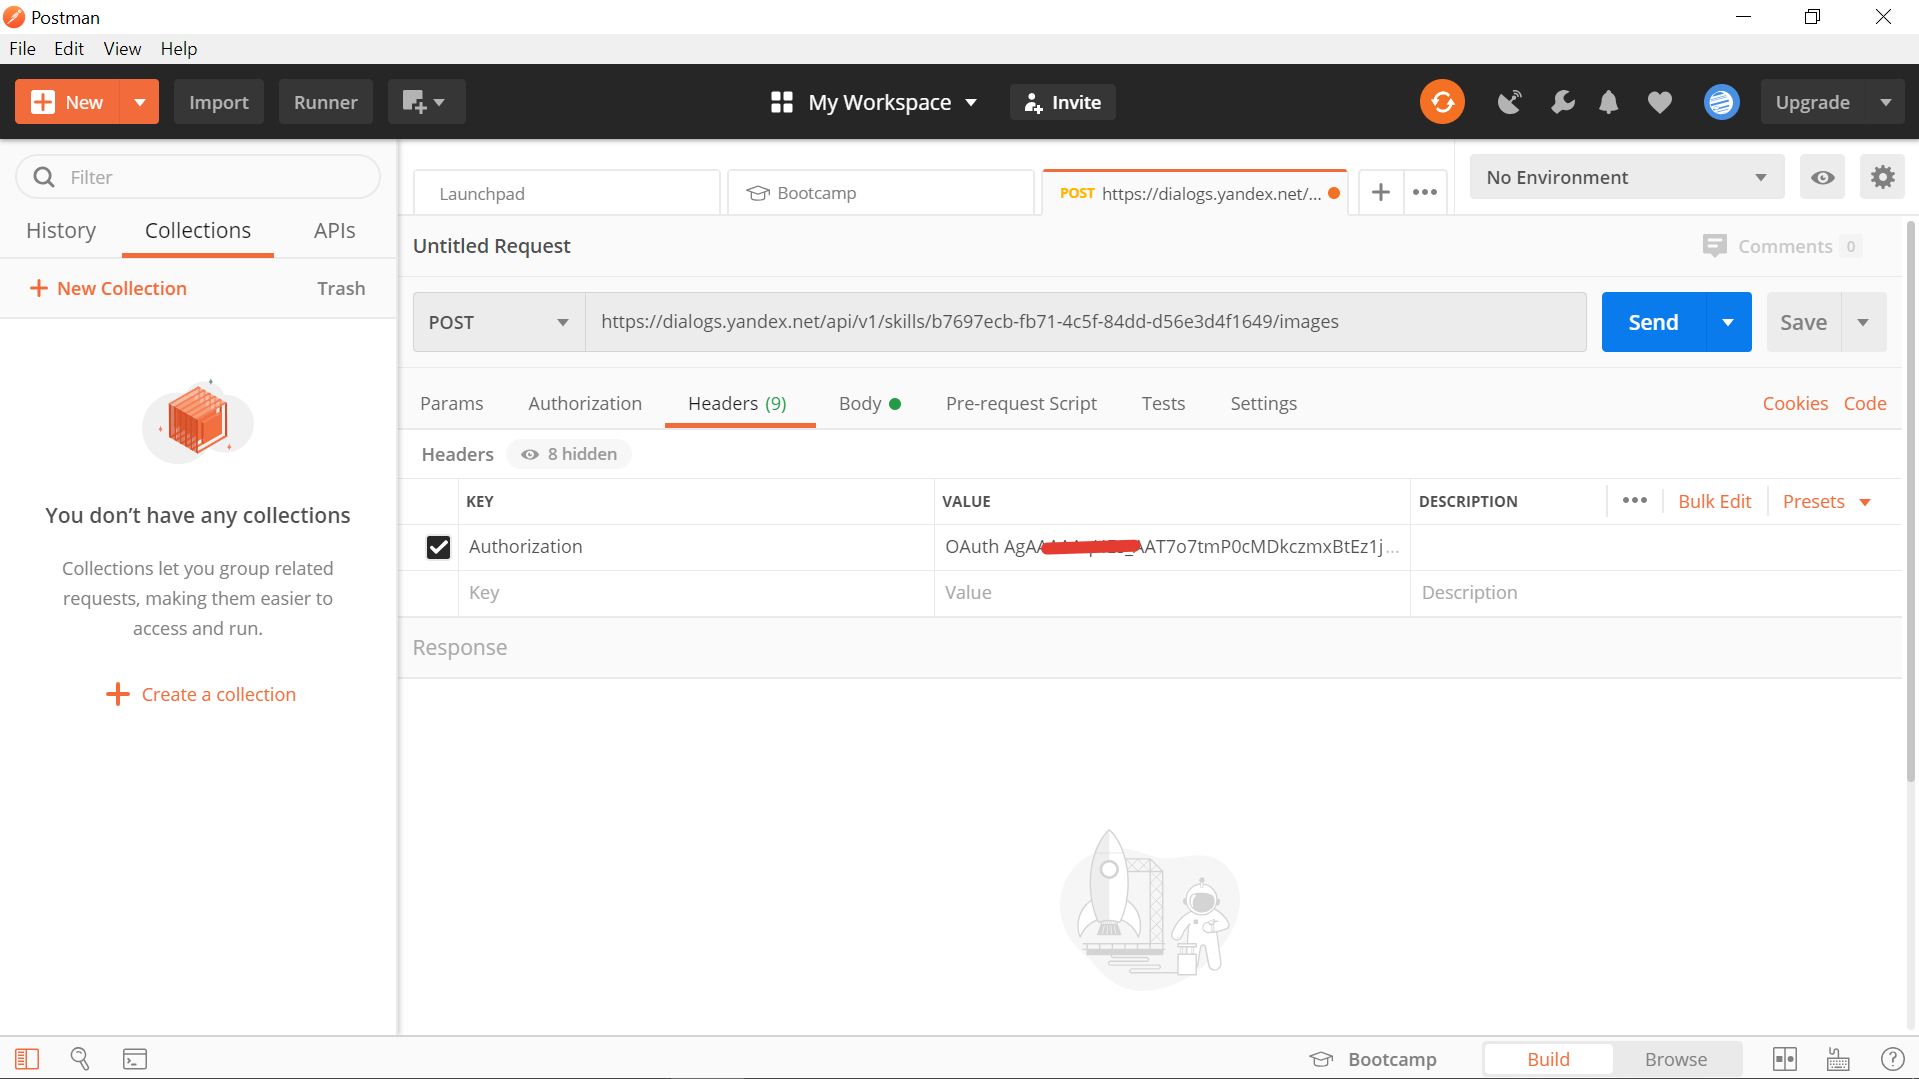 Postman
File Edit View Help
New Import Runner My Workspace Invite Upgrade
Filter
History Collections APIs
New Collection Trash
You don’t have any collections
Collections let you group related
requests, making them easier to
access and run.
Create a collection
Launchpad Bootcamp POST https://dialogs.yandex.net/... No Environment
Untitled Request Comments 0
POST https://dialogs.yandex.net/api/v1/skills/b7697ecb-fb71-4c5f-84dd-d56e3d4f1649/images Send Save
Params Authorization Headers (9) Body Pre-request Script Tests Settings Cookies Code
Headers 8 hidden
KEY VALUE DESCRIPTION Bulk Edit Presets
Authorization OAuth
Key Value Description
Response
Bootcamp Build Browse